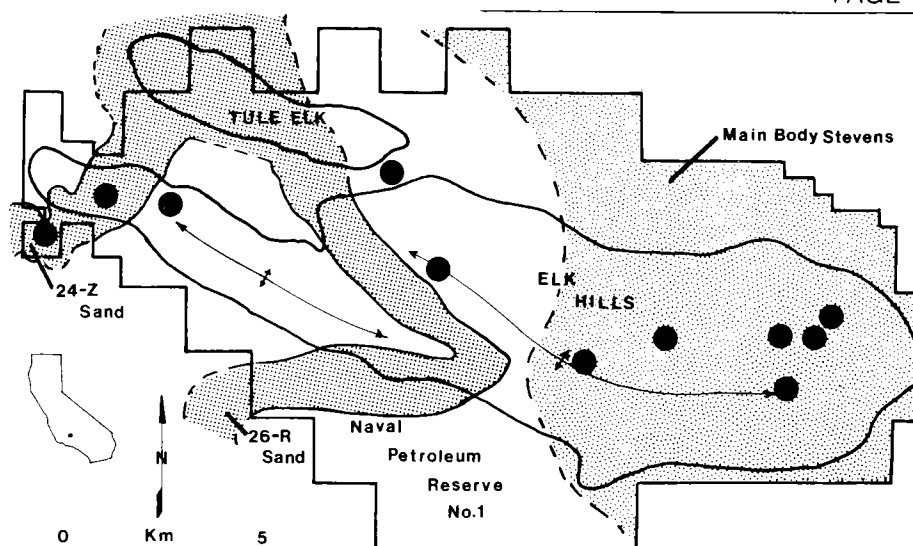 PAGE
TULE ELK
Main Body Stevens
ELK
HILLS
24-Z
Sand
26-R
Sand
Naval
Petroleum
Reserve
No.1
N
0 Km 5